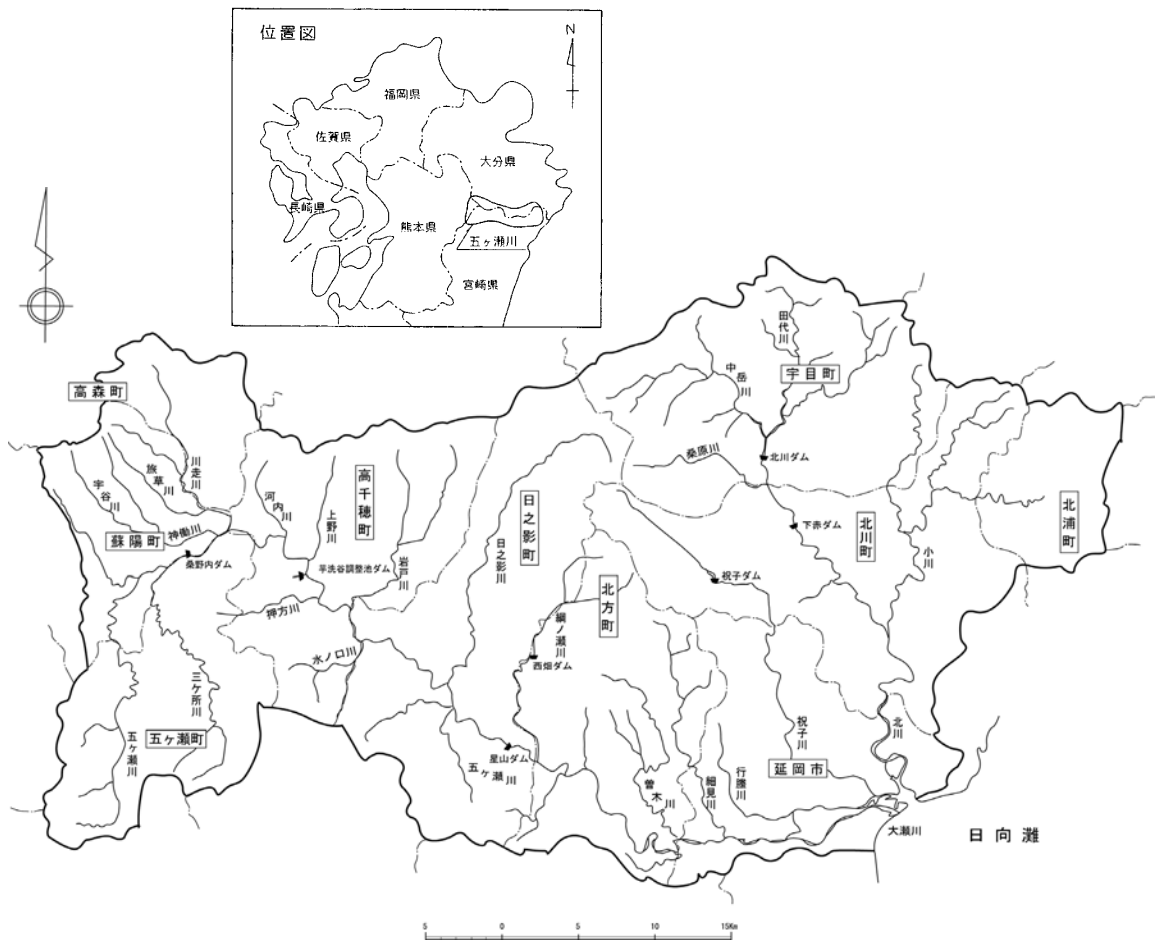 位置図
N
福岡県
佐賀県
大分県
長崎県
熊本県
五ヶ瀬川
宮崎県
田代川
中岳川
宇目町
高森町
川走川
旅草川
宇谷川
神働川
蘇陽町
桑野内ダム
河内川
上野川
高千穂町
岩戸川
芋洗谷調整池ダム
押方川
水ノ口川
三ケ所川
五ヶ瀬町
五ヶ瀬川
日之影町
日之影川
北方町
綱ノ瀬川
西畑ダム
星山ダム
五ヶ瀬川
桑原川
北川ダム
下赤ダム
北川町
北浦町
小川
祝子ダム
祝子川
北川
延岡市
行縢川
細見川
曽木川
大瀬川
日向灘
5 0 5 10 15Km